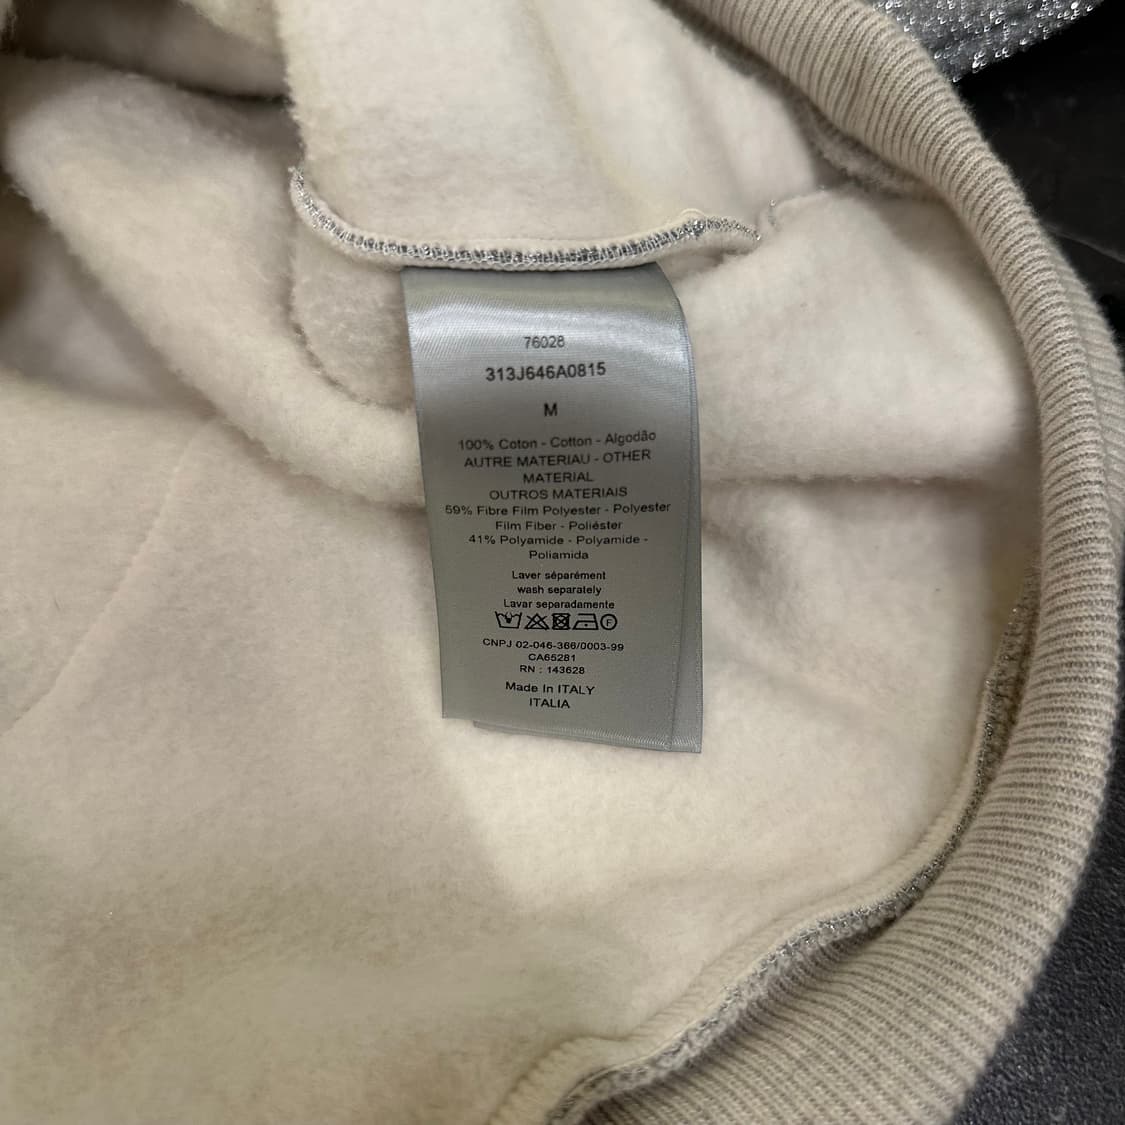 76028
313J646A0815
M
100% Coton - Cotton - Algodão
AUTRE MATERIAU - OTHER
MATERIAL
OUTROS MATERIAIS
59% Fibre Film Polyester - Polyester
Film Fiber - Poliéster
41% Polyamide - Polyamide -
Poliamida
Laver séparément
wash separately
Lavar separadamente
F
CNPJ 02-046-366/0003-99
CA65281
RN : 143628
Made In ITALY
ITALIA